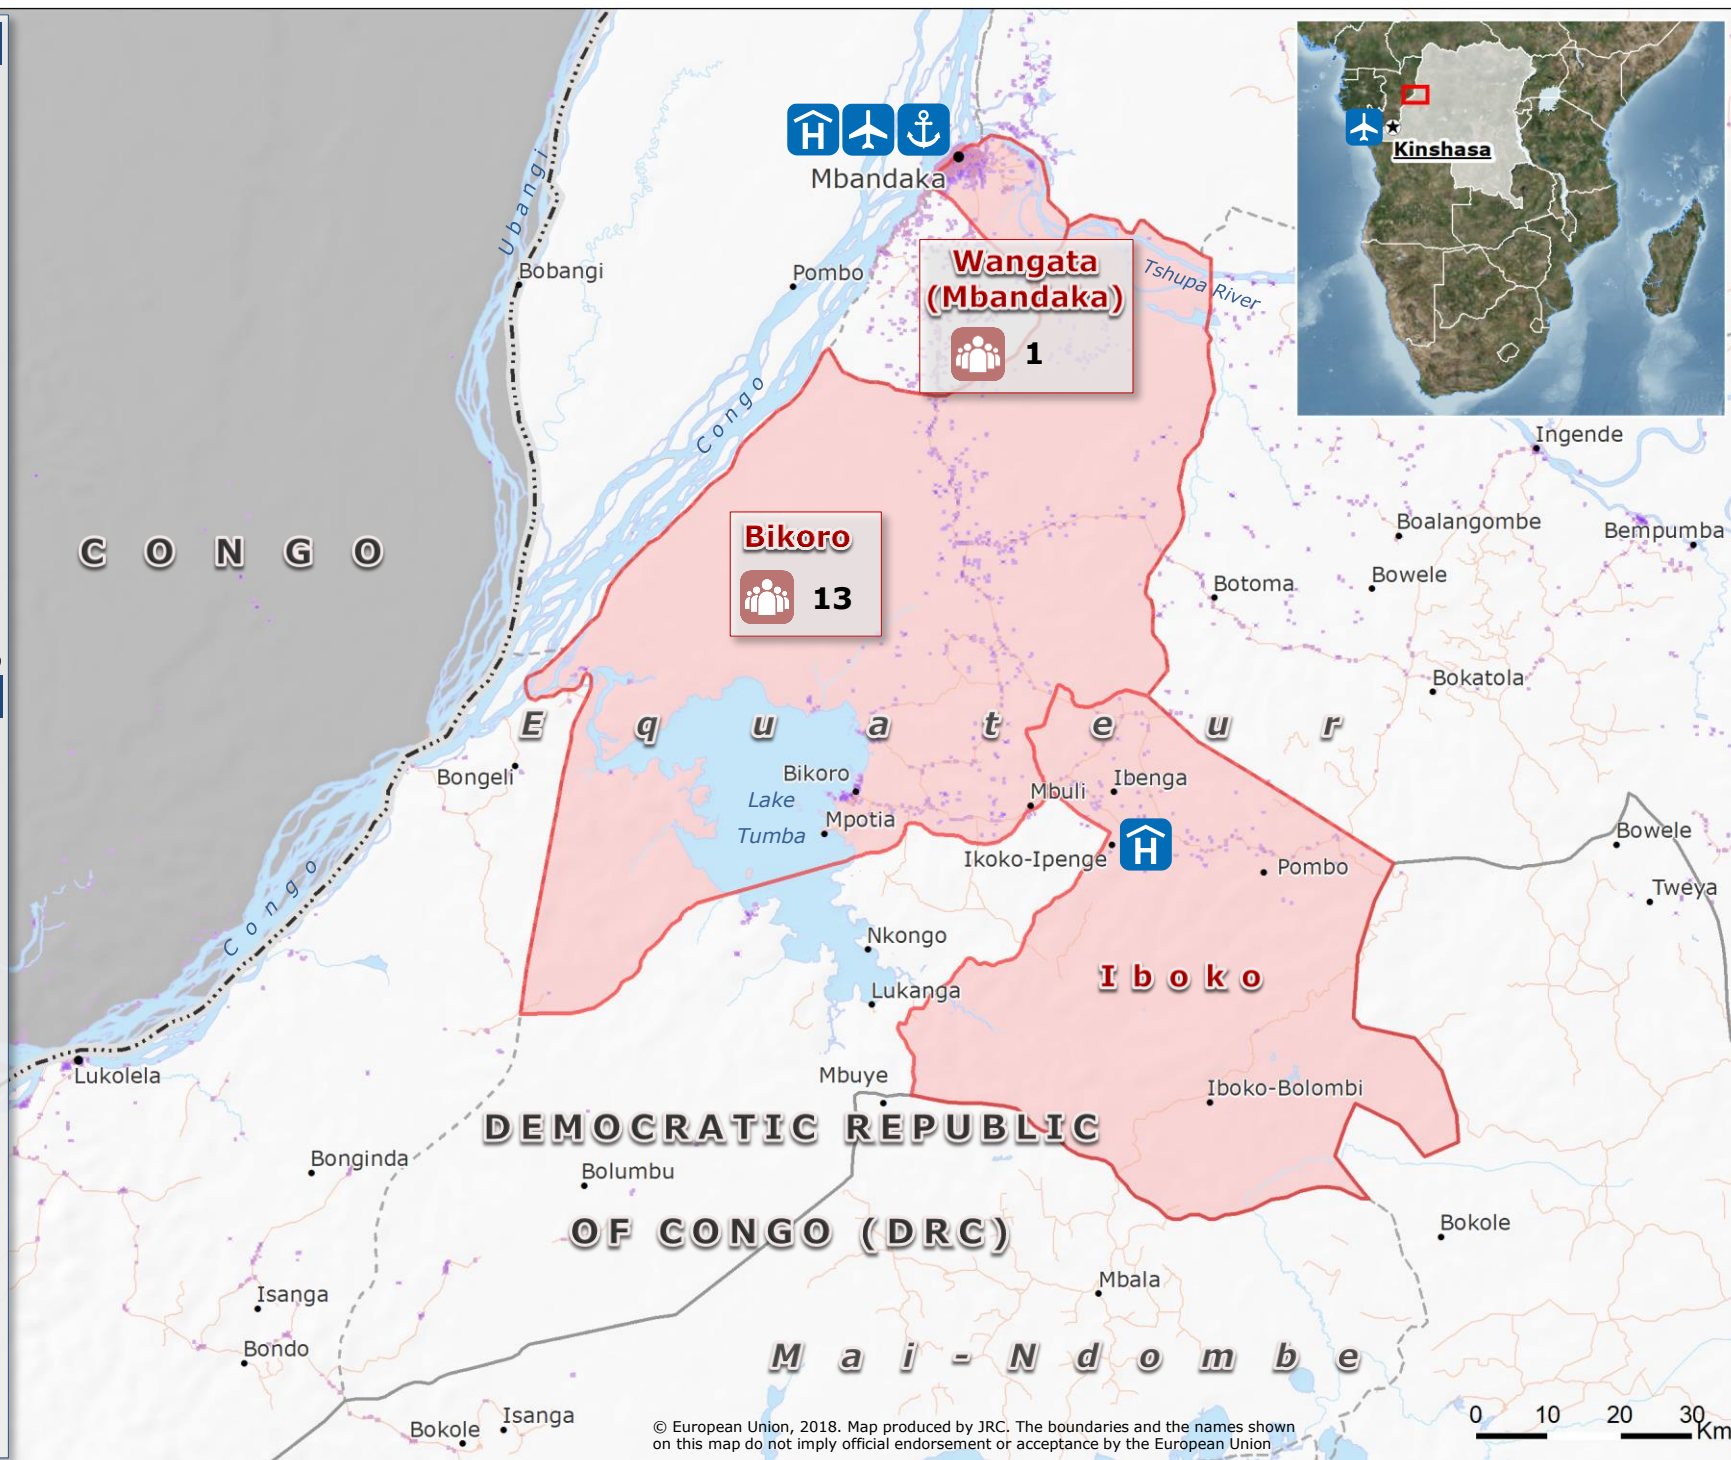 Kinshasa
Mbandaka
Ubangi
Bobangi
Pombo
Wangata
(Mbandaka)
1
Tshupa River
Congo
Ingende
Boalangombe
Bempumba
Bowele
Botoma
CONGO
Bikoro
13
Bokatola
Equateur
Bongeli
Bikoro
Lake
Tumba
Mpotia
Mbuli
Ibenga
Ikoko-Ipenge
H
Pombo
Bowele
Tweya
Congo
Nkongo
Iboko
Lukanga
Lukolela
Mbuye
Iboko-Bolombi
DEMOCRATIC REPUBLIC
OF CONGO (DRC)
Bonginda
Bolumbu
Bokole
Mbala
Isanga
Bondo
Mai-Ndombe
Bokole
Isanga
0 10 20 30
Km
© European Union, 2018. Map produced by JRC. The boundaries and the names shown
on this map do not imply official endorsement or acceptance by the European Union
H